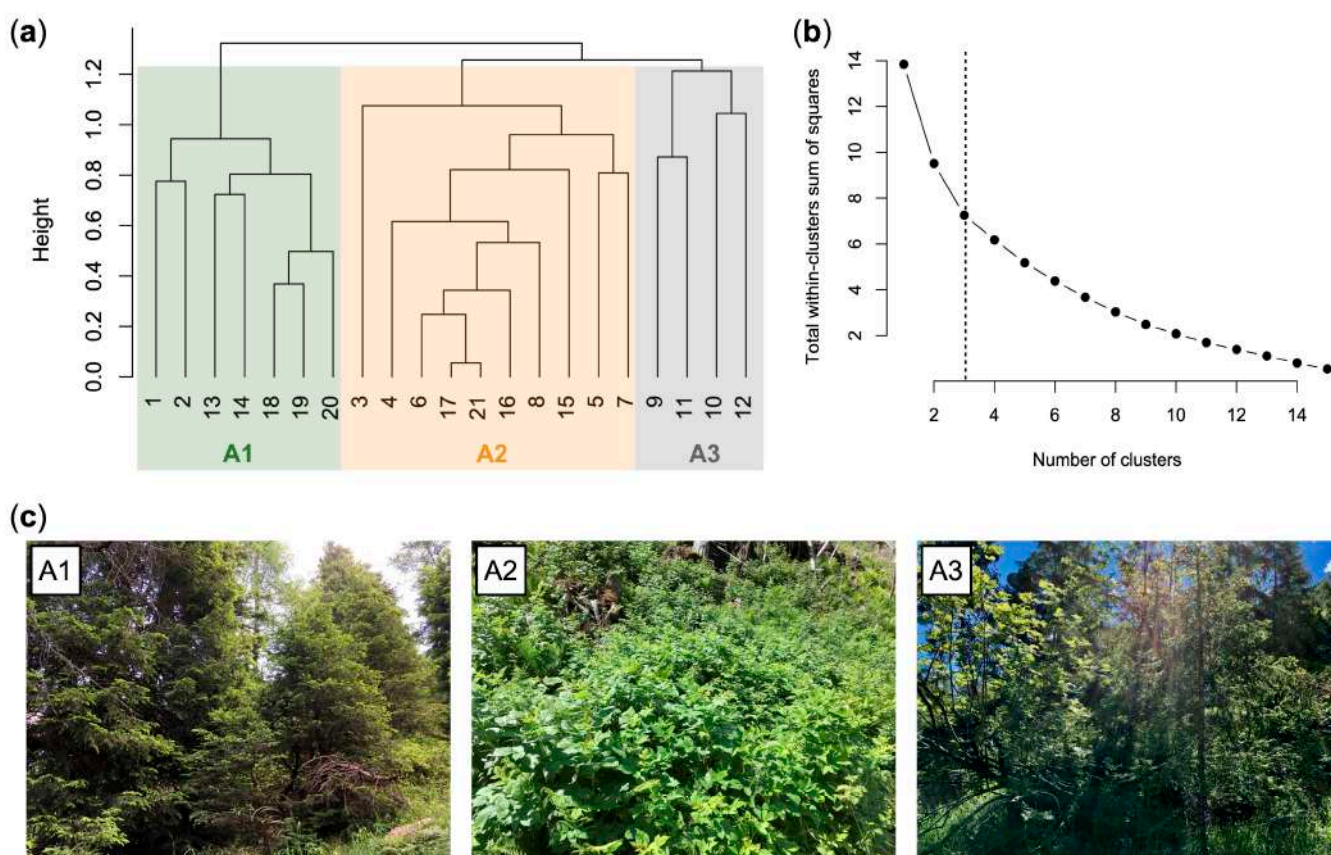 (a)
Height
0.0 0.2 0.4 0.6 0.8 1.0 1.2
1 2 13 14 18 19 20 3 4 6 17 21 16 8 15 5 7 9 11 10 12
A1 A2 A3
(b)
Total within-clusters sum of squares
2 4 6 8 10 12 14
2 4 6 8 10 12 14
Number of clusters
(c)
A1 A2 A3